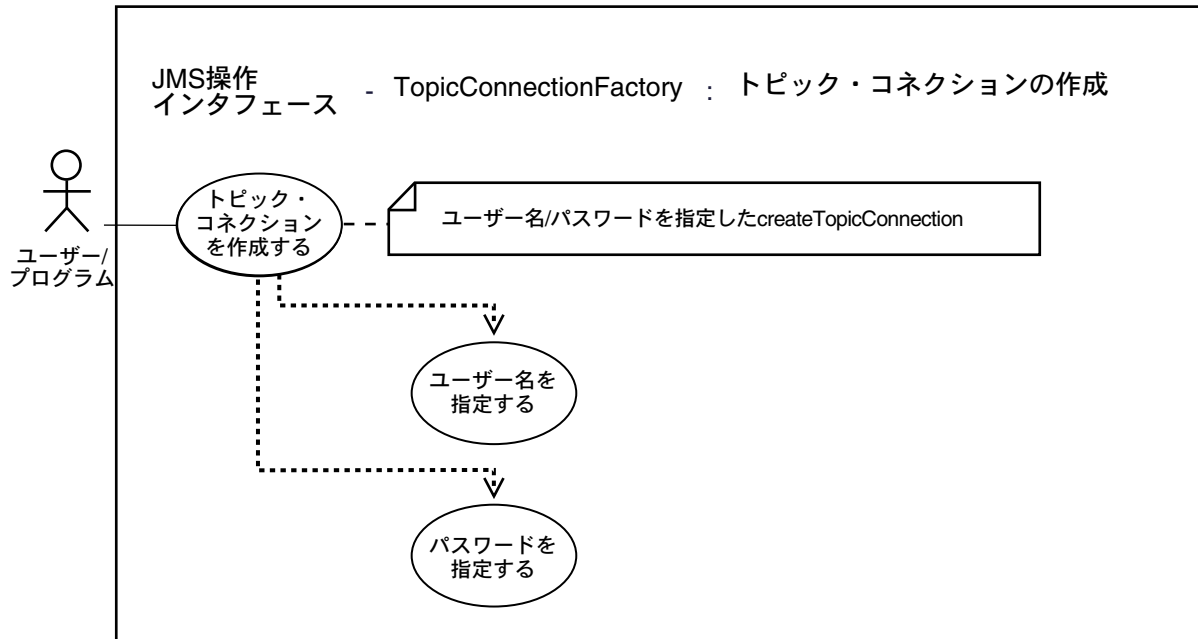 JMS操作
インタフェース - TopicConnectionFactory : トピック・コネクションの作成
トピック・
コネクション
を作成する
ユーザー名/パスワードを指定したcreateTopicConnection
ユーザー/
プログラム
ユーザー名を
指定する
パスワードを
指定する